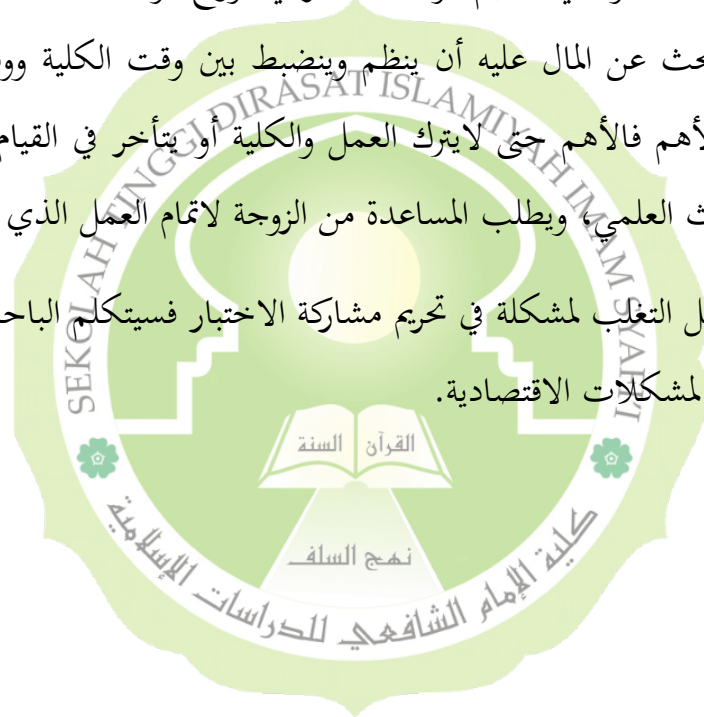 بحث عن المال عليه أن ينظم وينضبط بين وقت الكلية
لأهم فالأهم حتى لايترك العمل والكلية أو يتأخر في القيام
العلمي، ويطلب المساعدة من الزوجة لاتمام العمل الذي
التغلب لمشكلة في تحريم مشاركة الاختبار فسيتكلم
لمشكلات الاقتصادية.
SEKOLAH TINGGI DIRASAT ISLAMIYAH IMAM SYAFI'I
القرآن السنة
نهج السلف
كلية الإمام الشافعي للدراسات الإسلامية